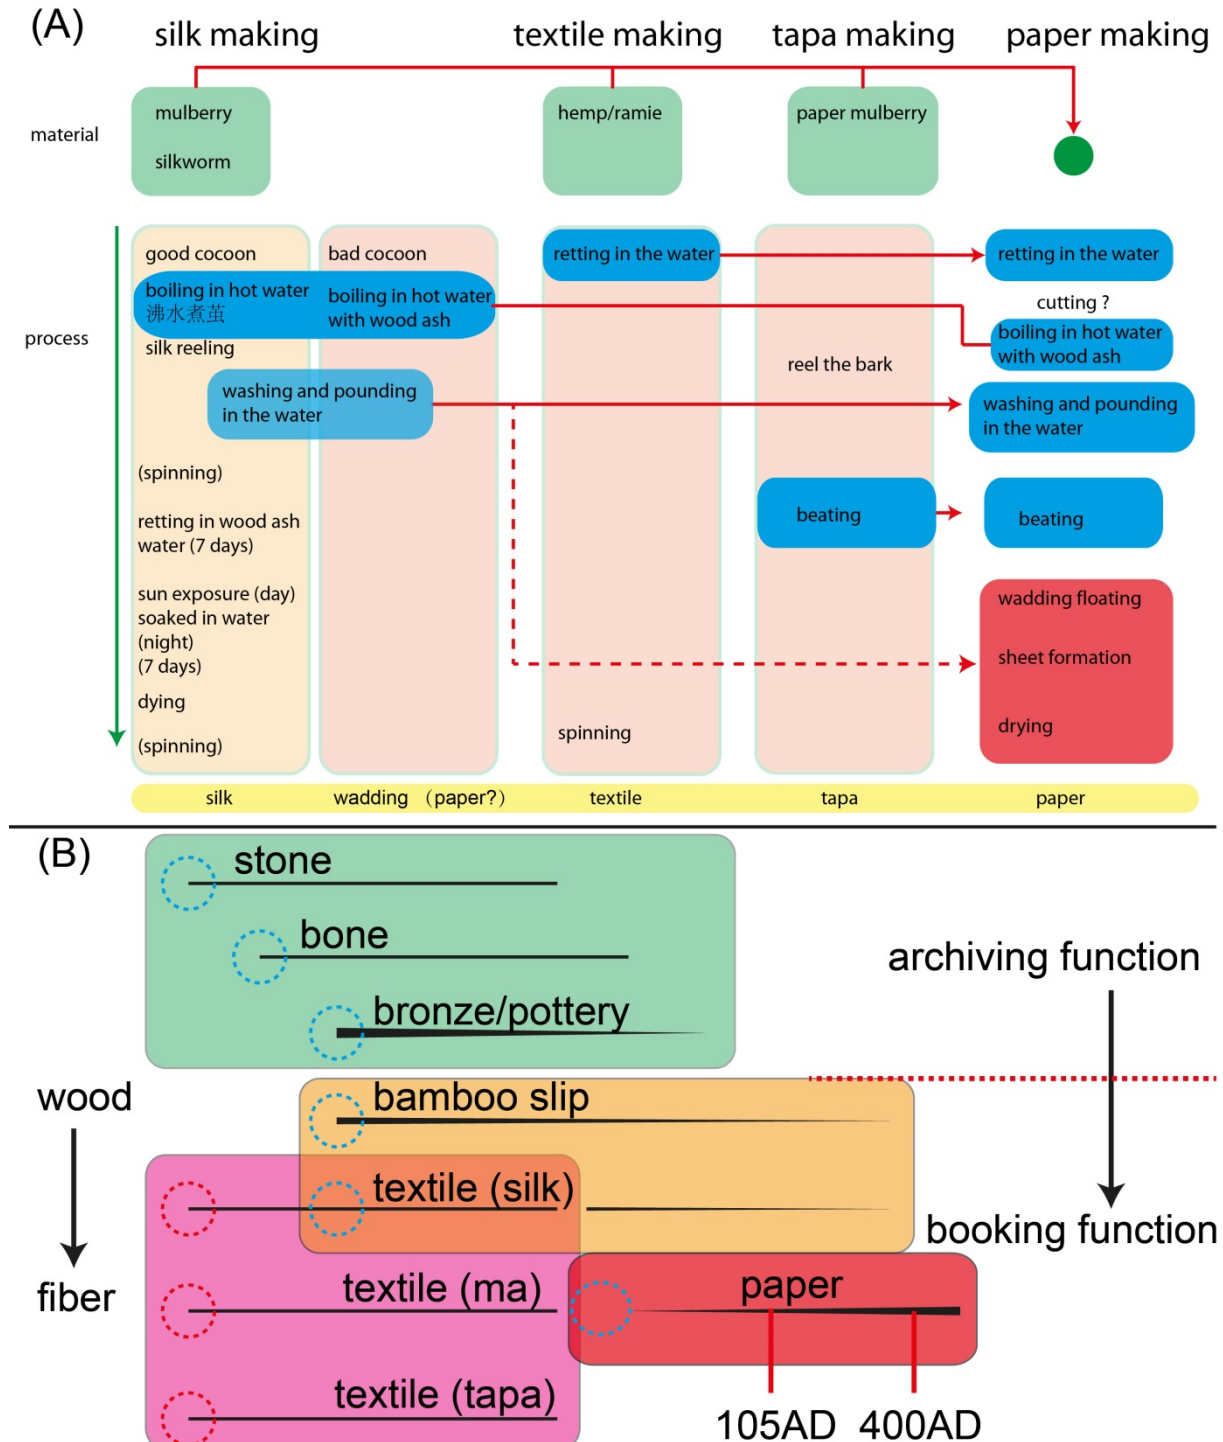 (A)
silk making
textile making
tapa making
paper making
material
mulberry
silkworm
hemp/ramie
paper mulberry
process
good cocoon
boiling in hot water
沸水煮茧
silk reeling
bad cocoon
boiling in hot water
with wood ash
washing and pounding
in the water
(spinning)
retting in wood ash
water (7 days)
sun exposure (day)
soaked in water
(night)
(7 days)
dying
(spinning)
retting in the water
spinning
reel the bark
beating
retting in the water
cutting ?
boiling in hot water
with wood ash
washing and pounding
in the water
beating
wadding floating
sheet formation
drying
silk
wadding （paper?）
textile
tapa
paper
(B)
stone
bone
bronze/pottery
archiving function
wood
bamboo slip
textile (silk)
booking function
fiber
textile (ma)
paper
textile (tapa)
105AD
400AD